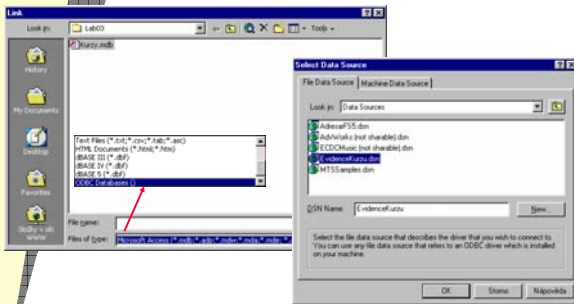 Link
Look in: Lab03
Tools
Kurzy.mdb
History
My Documents
Desktop
Favorites
Složky v síti
WWW
Text Files (*.txt;*.csv;*.tab;*.asc)
HTML Documents (*.html;*.htm)
dBASE III (*.dbf)
dBASE IV (*.dbf)
dBASE 5 (*.dbf)
ODBC Databases ()
File name:
Files of type: Microsoft Access (*.mdb;*.adp;*.mdw;*.mda;*.mde;*.
Select Data Source
File Data Source Machine Data Source
Look in: Data Sources
AdresarFS5.dsn
AdvWorks (not sharable).dsn
ECDCMusic (not sharable).dsn
EvidenceKurzu.dsn
MTSSamples.dsn
DSN Name: EvidenceKurzu New...
Select the file data source that describes the driver that you wish to connect to.
You can use any file data source that refers to an ODBC driver which is installed
on your machine.
OK Storno Nápověda